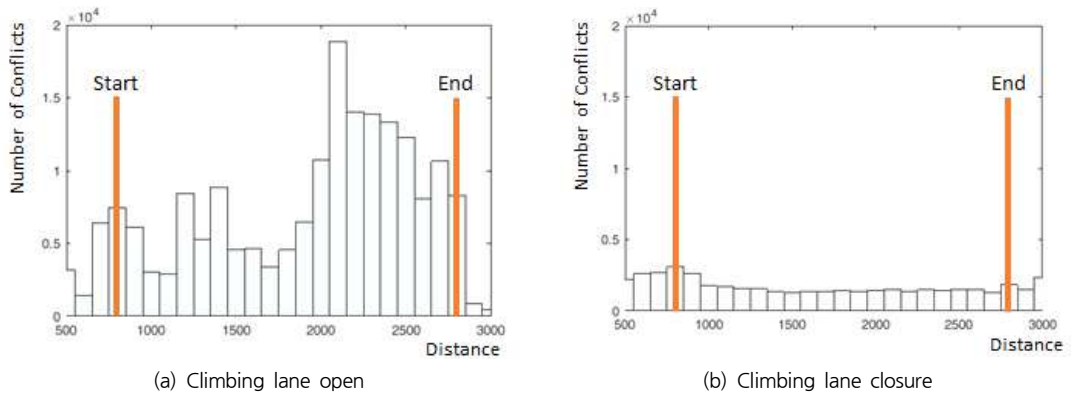 ×10⁴
2
1.5
1
0.5
0
Number of Conflicts
Start
End
500 1000 1500 2000 2500 3000
Distance
(a) Climbing lane open
×10⁴
2
1.5
1
0.5
0
Number of Conflicts
Start
End
500 1000 1500 2000 2500 3000
Distance
(b) Climbing lane closure